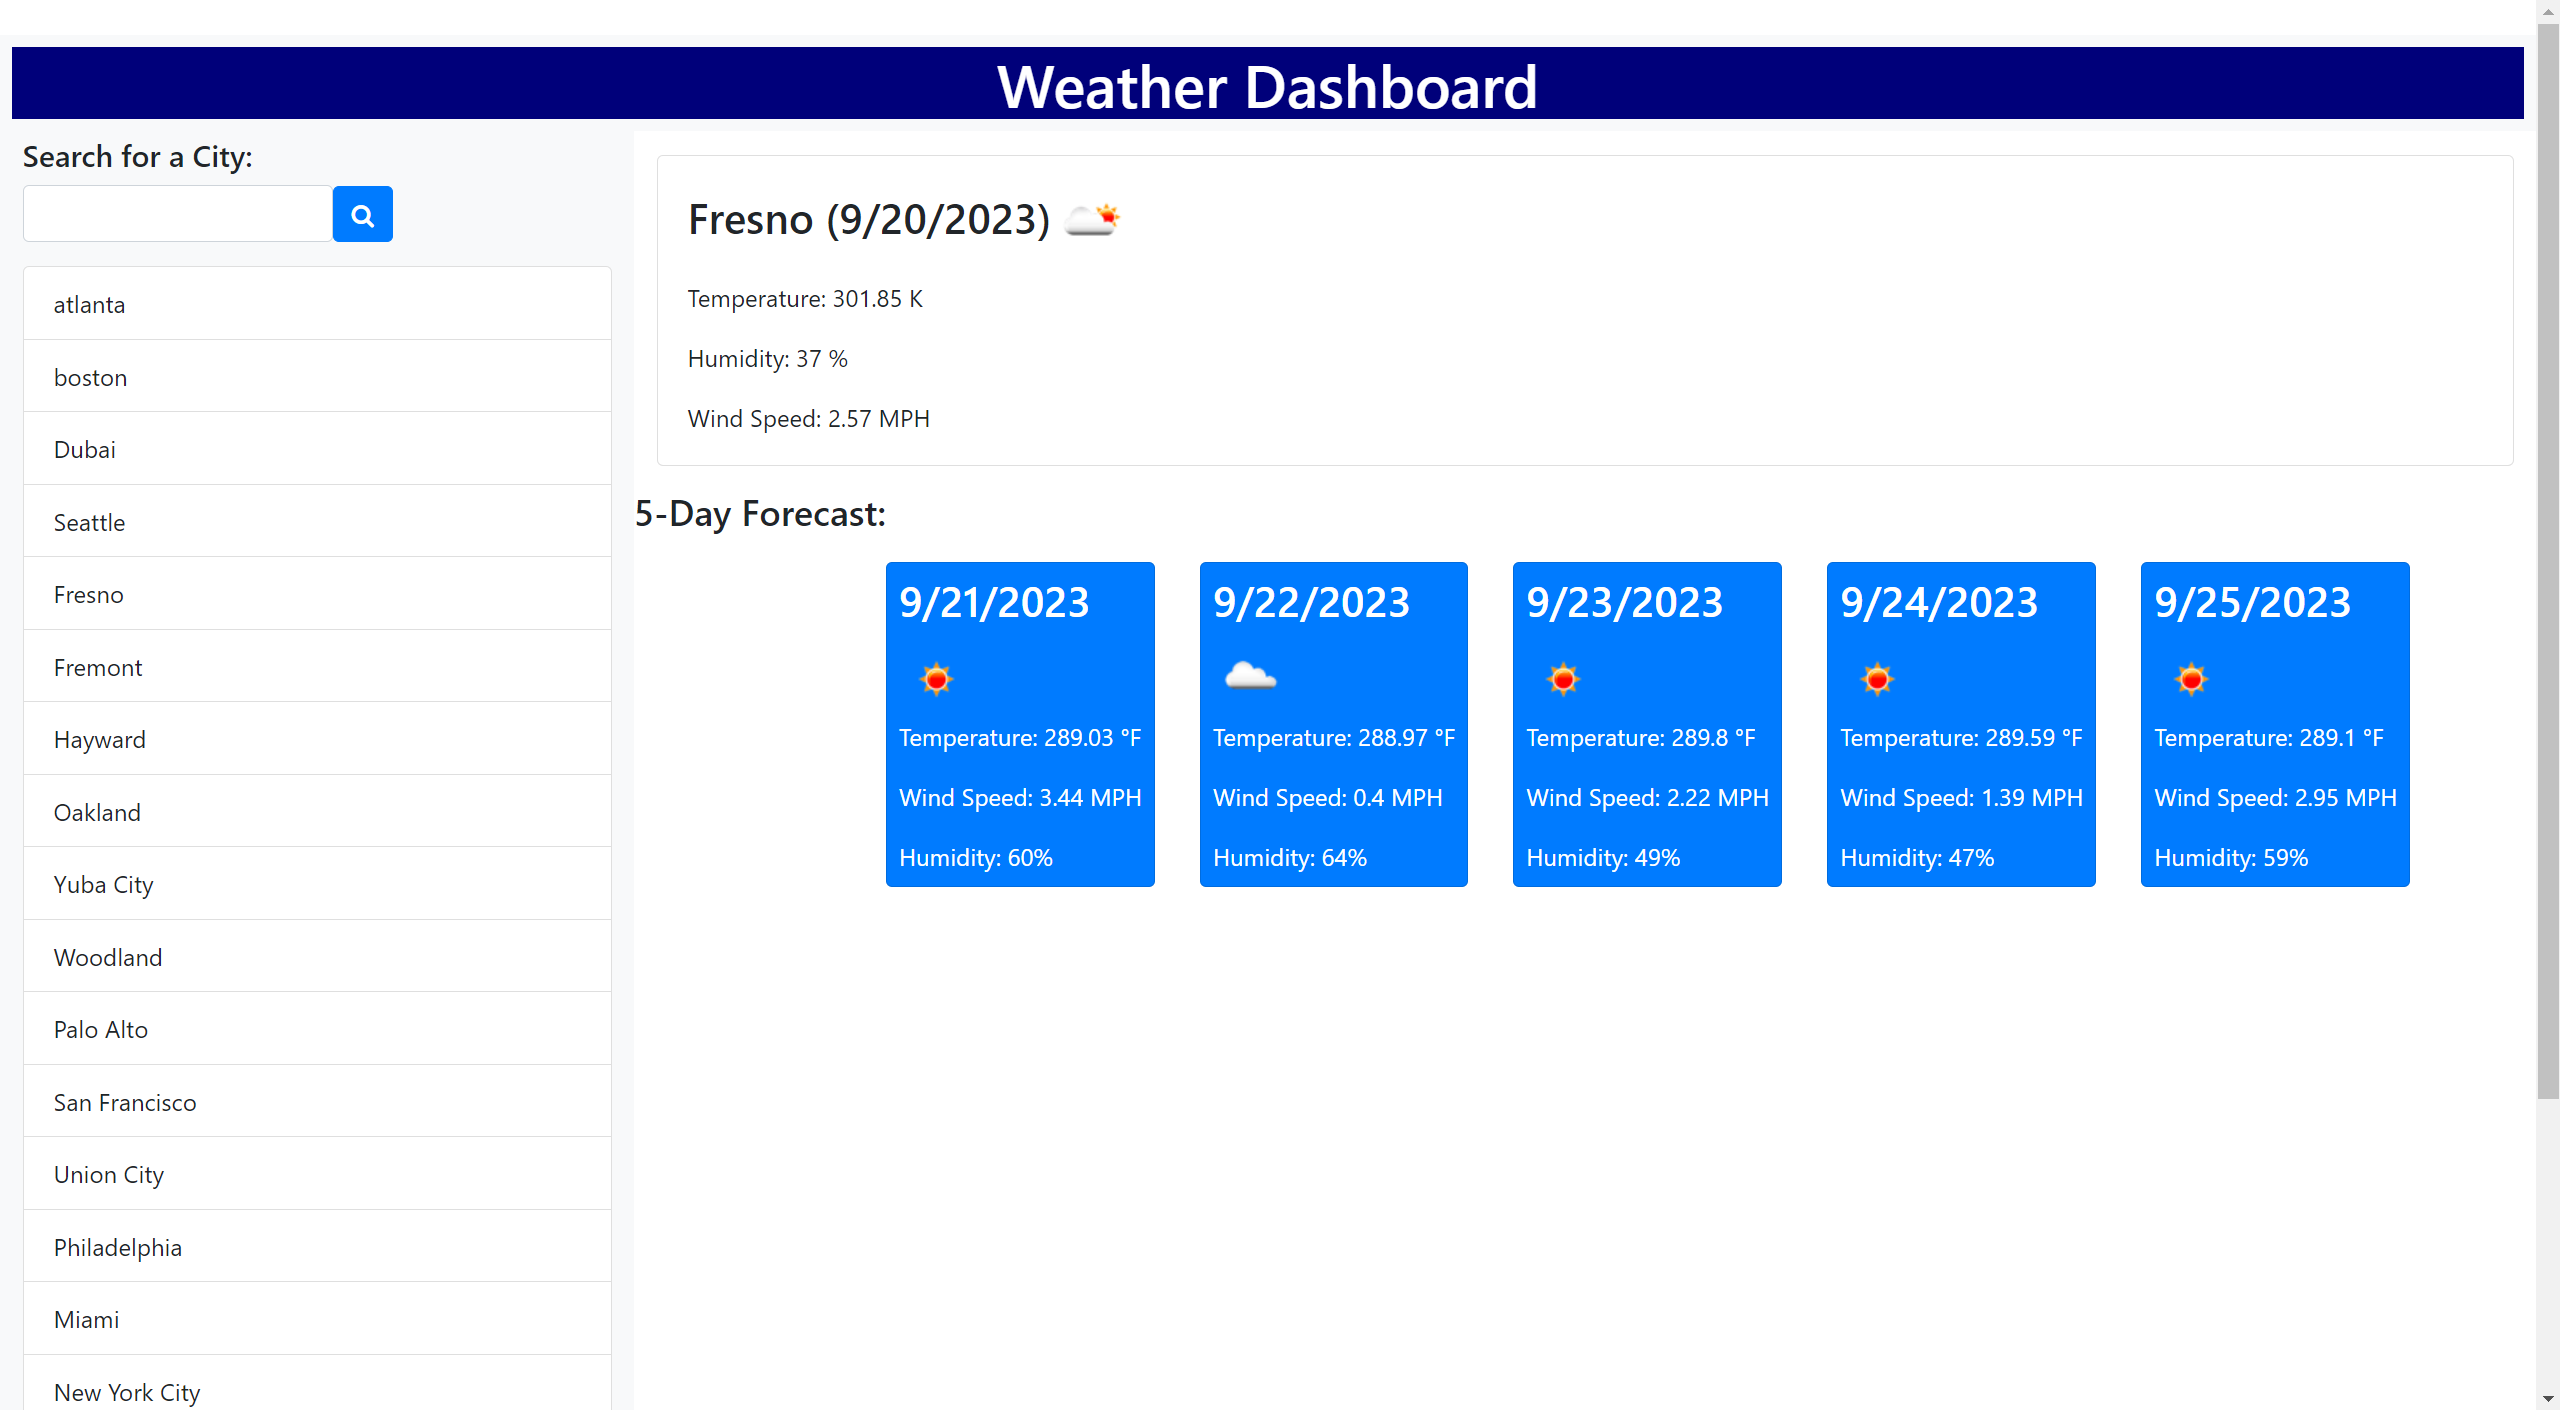 Weather Dashboard
Search for a City:
atlanta
boston
Dubai
Seattle
Fresno
Fremont
Hayward
Oakland
Yuba City
Woodland
Palo Alto
San Francisco
Union City
Philadelphia
Miami
New York City
Fresno (9/20/2023)
Temperature: 301.85 K
Humidity: 37 %
Wind Speed: 2.57 MPH
5-Day Forecast:
9/21/2023
Temperature: 289.03 °F
Wind Speed: 3.44 MPH
Humidity: 60%
9/22/2023
Temperature: 288.97 °F
Wind Speed: 0.4 MPH
Humidity: 64%
9/23/2023
Temperature: 289.8 °F
Wind Speed: 2.22 MPH
Humidity: 49%
9/24/2023
Temperature: 289.59 °F
Wind Speed: 1.39 MPH
Humidity: 47%
9/25/2023
Temperature: 289.1 °F
Wind Speed: 2.95 MPH
Humidity: 59%